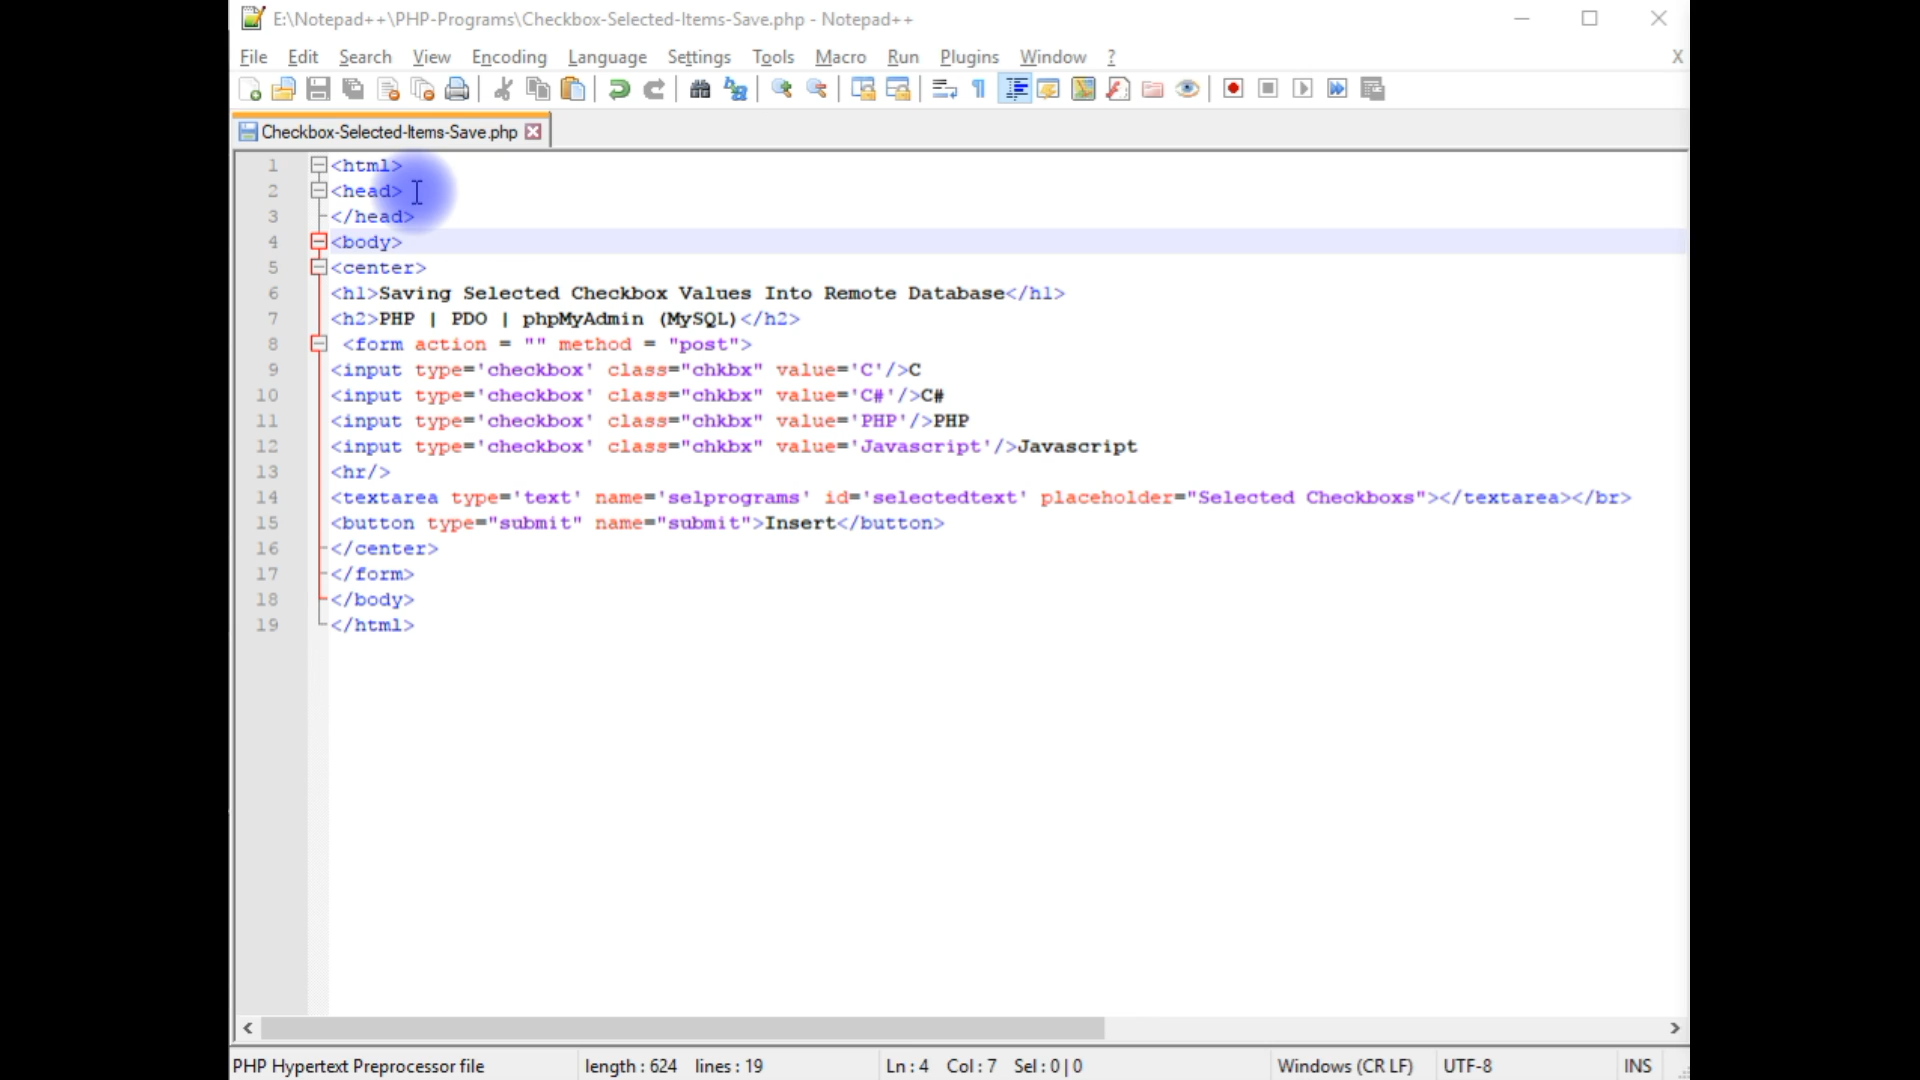 E:\Notepad++\PHP-Programs\Checkbox-Selected-Items-Save.php - Notepad++
File Edit Search View Encoding Language Settings Tools Macro Run Plugins Window ? X
Checkbox-Selected-Items-Save.php
1 <html>
2 <head>
3 </head>
4 <body>
5 <center>
6 <h1>Saving Selected Checkbox Values Into Remote Database</h1>
7 <h2>PHP | PDO | phpMyAdmin (MySQL)</h2>
8 <form action = "" method = "post">
9 <input type='checkbox' class="chkbx" value='C'/>C
10 <input type='checkbox' class="chkbx" value='C#'/>C#
11 <input type='checkbox' class="chkbx" value='PHP'/>PHP
12 <input type='checkbox' class="chkbx" value='Javascript'/>Javascript
13 <hr/>
14 <textarea type='text' name='selprograms' id='selectedtext' placeholder="Selected Checkboxs"></textarea></br>
15 <button type="submit" name="submit">Insert</button>
16 </center>
17 </form>
18 </body>
19 </html>
PHP Hypertext Preprocessor file length : 624 lines : 19 Ln : 4 Col : 7 Sel : 0 | 0 Windows (CR LF) UTF-8 INS